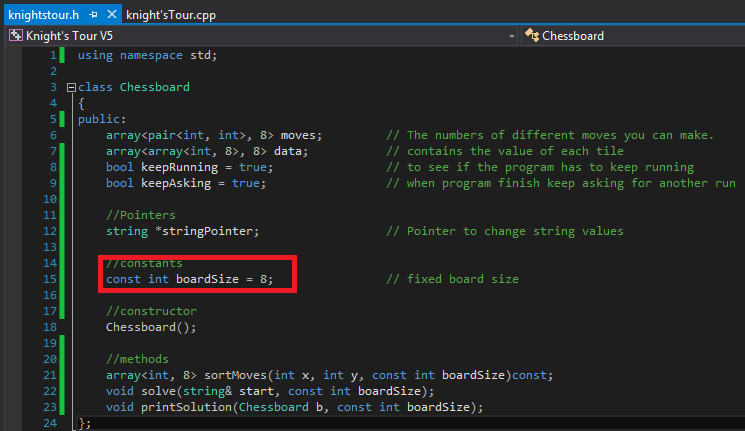 knightstour.h knight'sTour.cpp
Knight's Tour V5 Chessboard
1 using namespace std;
2
3 class Chessboard
4 {
5 public:
6 array<pair<int, int>, 8> moves; // The numbers of different moves you can make.
7 array<array<int, 8>, 8> data; // contains the value of each tile
8 bool keepRunning = true; // to see if the program has to keep running
9 bool keepAsking = true; // when program finish keep asking for another run
10
11 //Pointers
12 string *stringPointer; // Pointer to change string values
13
14 //constants
15 const int boardSize = 8; // fixed board size
16
17 //constructor
18 Chessboard();
19
20 //methods
21 array<int, 8> sortMoves(int x, int y, const int boardSize)const;
22 void solve(string& start, const int boardSize);
23 void printSolution(Chessboard b, const int boardSize);
24 };